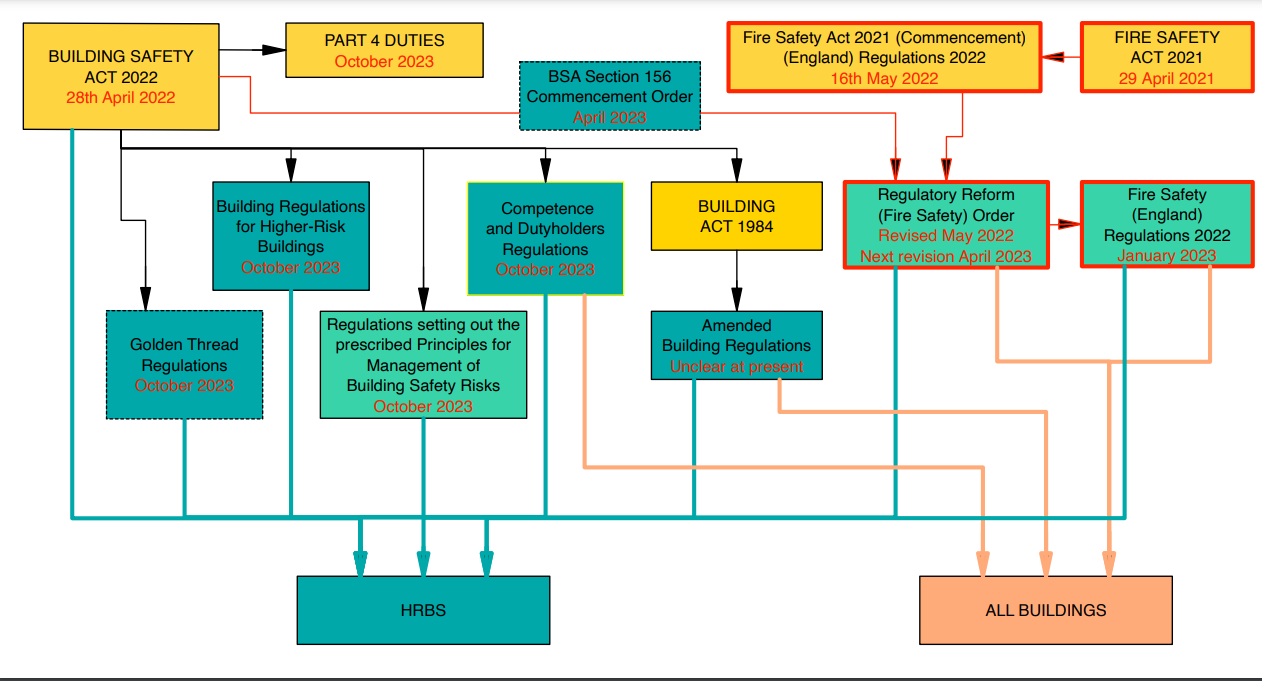 BUILDING SAFETY
ACT 2022
28th April 2022
PART 4 DUTIES
October 2023
BSA Section 156
Commencement Order
April 2023
Fire Safety Act 2021 (Commencement)
(England) Regulations 2022
16th May 2022
FIRE SAFETY
ACT 2021
29 April 2021
Building Regulations
for Higher-Risk
Buildings
October 2023
Competence
and Dutyholders
Regulations
October 2023
BUILDING
ACT 1984
Regulatory Reform
(Fire Safety) Order
Revised May 2022
Next revision April 2023
Fire Safety
(England)
Regulations 2022
January 2023
Golden Thread
Regulations
October 2023
Regulations setting out the
prescribed Principles for
Management of
Building Safety Risks
October 2023
Amended
Building Regulations
Unclear at present
HRBS
ALL BUILDINGS